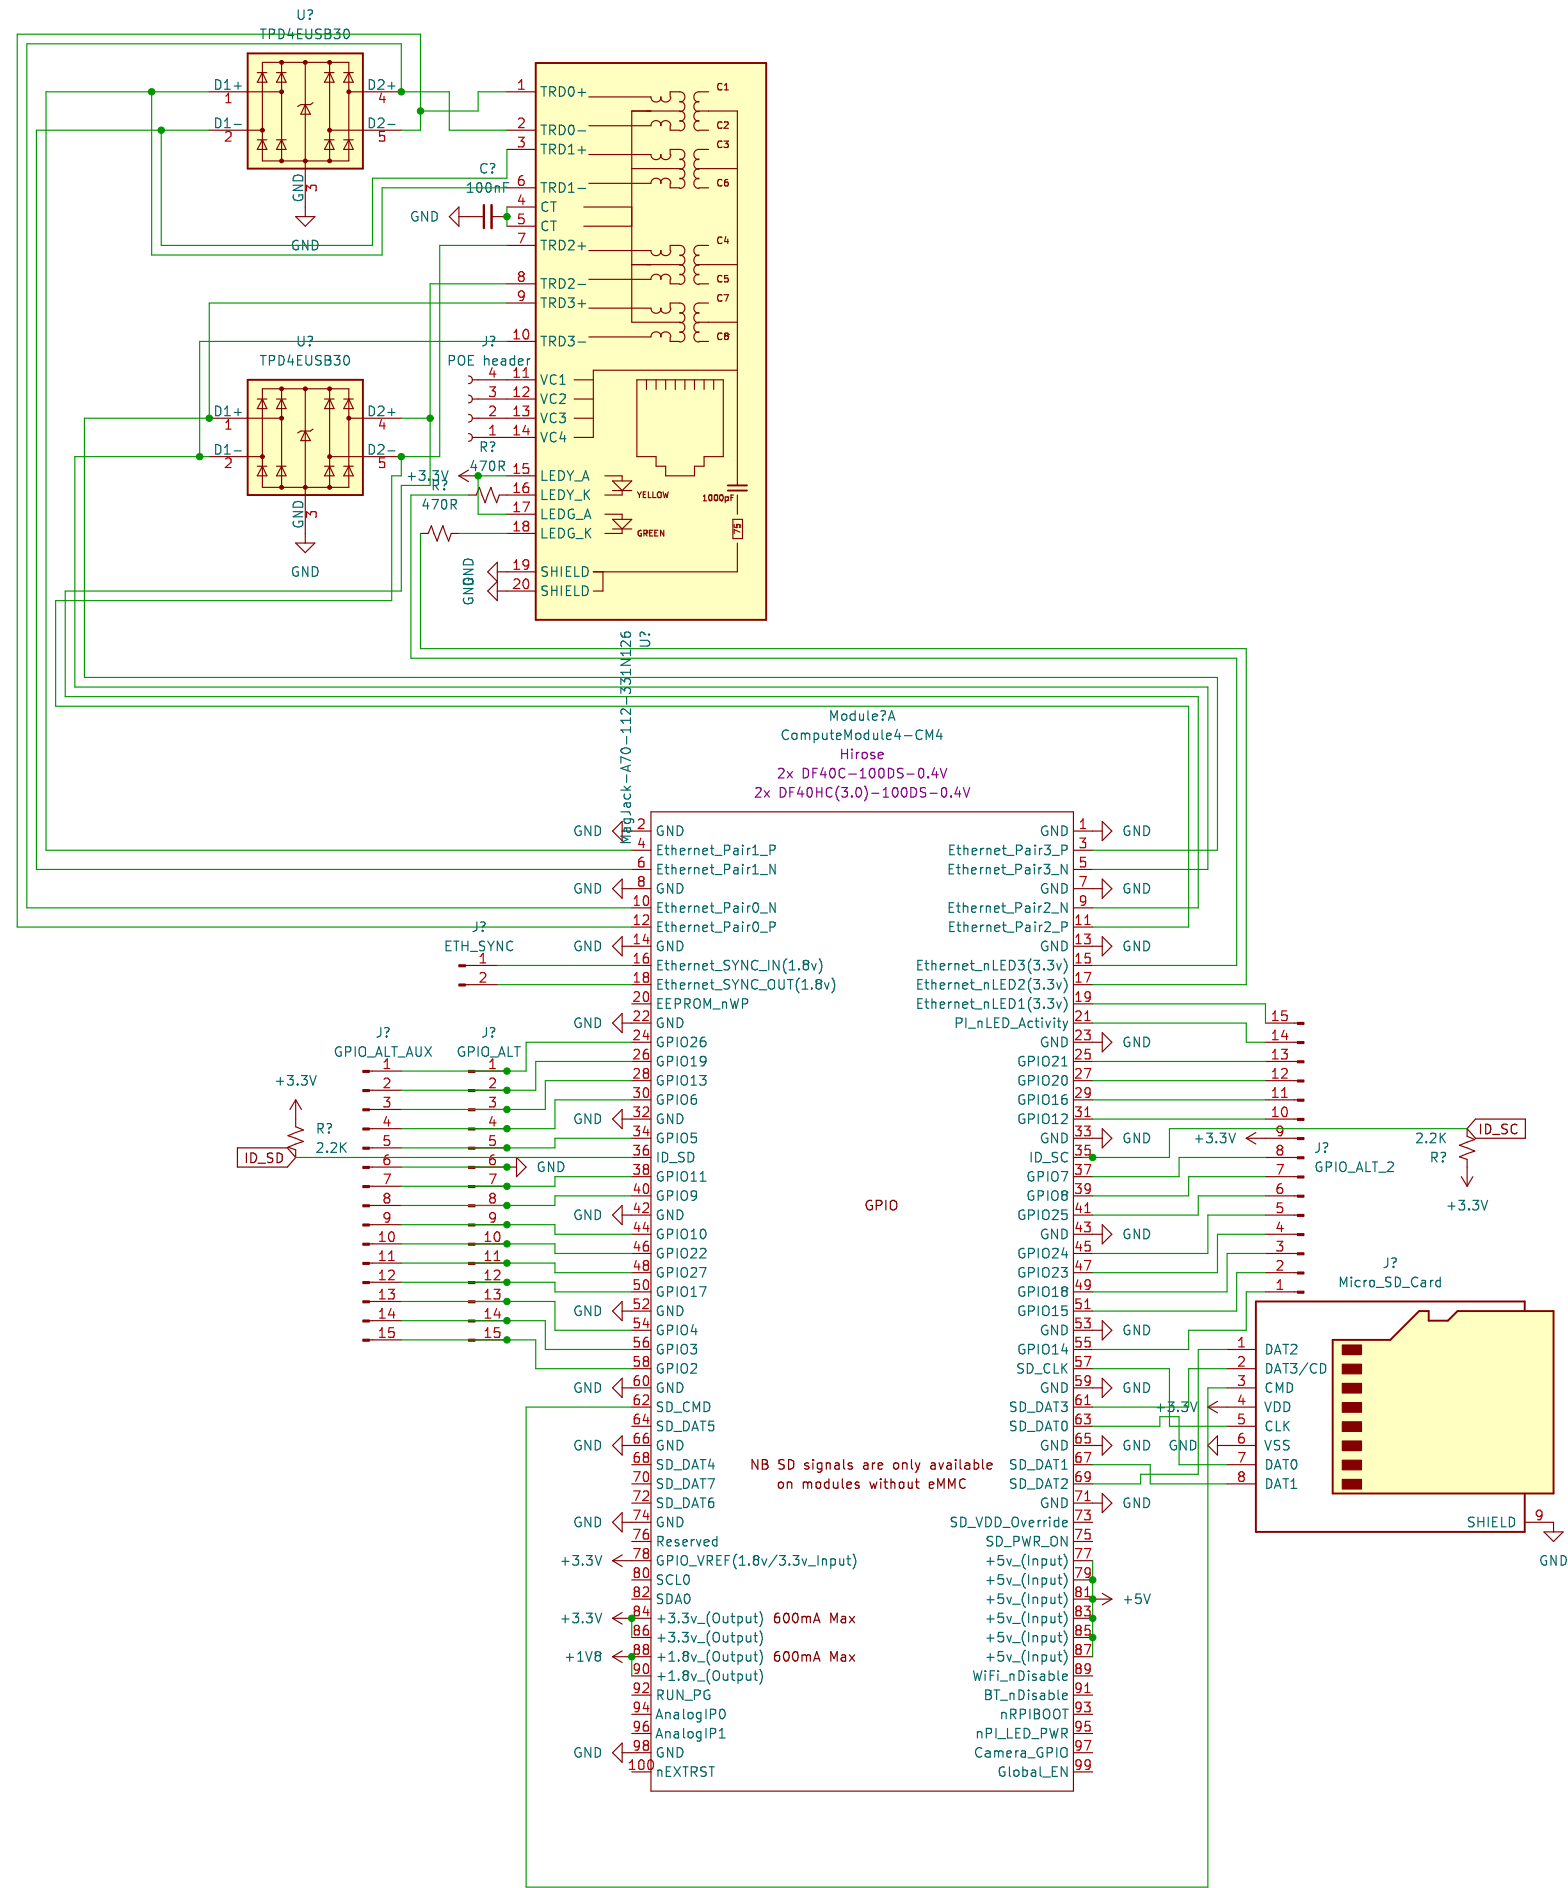 U?
TPD4EUSB30
D1+
1
D1-
2
D2+
4
D2-
5
GND
3
GND
U?
TPD4EUSB30
D1+
1
D1-
2
D2+
4
D2-
5
GND
3
GND
C?
100nF
GND
J?
POE header
4
3
2
1
R?
470R
+3.3V
R?
470R
GND
GND
1 TRD0+
2 TRD0-
3 TRD1+
6 TRD1-
4 CT
5 CT
7 TRD2+
8 TRD2-
9 TRD3+
10 TRD3-
11 VC1
12 VC2
13 VC3
14 VC4
15 LEDY_A
16 LEDY_K
17 LEDG_A
18 LEDG_K
19 SHIELD
20 SHIELD
C1
C2
C3
C6
C4
C5
C7
C8
YELLOW
GREEN
1000pF
75
U?
MagJack-A70-112-331N126
Module?A
ComputeModule4-CM4
Hirose
2x DF40C-100DS-0.4V
2x DF40HC(3.0)-100DS-0.4V
GND 2 GND
4 Ethernet_Pair1_P
6 Ethernet_Pair1_N
GND 8 GND
10 Ethernet_Pair0_N
12 Ethernet_Pair0_P
GND 14 GND
16 Ethernet_SYNC_IN(1.8v)
18 Ethernet_SYNC_OUT(1.8v)
20 EEPROM_nWP
GND 22 GND
24 GPIO26
26 GPIO19
28 GPIO13
30 GPIO6
GND 32 GND
34 GPIO5
36 ID_SD
38 GPIO11
40 GPIO9
GND 42 GND
44 GPIO10
46 GPIO22
48 GPIO27
50 GPIO17
GND 52 GND
54 GPIO4
56 GPIO3
58 GPIO2
GND 60 GND
62 SD_CMD
64 SD_DAT5
GND 66 GND
68 SD_DAT4
70 SD_DAT7
72 SD_DAT6
GND 74 GND
76 Reserved
+3.3V 78 GPIO_VREF(1.8v/3.3v_Input)
80 SCL0
82 SDA0
+3.3V 84 +3.3v_(Output) 600mA Max
86 +3.3v_(Output)
+1V8 88 +1.8v_(Output) 600mA Max
90 +1.8v_(Output)
92 RUN_PG
94 AnalogIP0
96 AnalogIP1
GND 98 GND
100 nEXTRST
GPIO
NB SD signals are only available
on modules without eMMC
GND 1 GND
Ethernet_Pair3_P 3
Ethernet_Pair3_N 5
GND 7 GND
Ethernet_Pair2_N 9
Ethernet_Pair2_P 11
GND 13 GND
Ethernet_nLED3(3.3v) 15
Ethernet_nLED2(3.3v) 17
Ethernet_nLED1(3.3v) 19
PI_nLED_Activity 21
GND 23 GND
GPIO21 25
GPIO20 27
GPIO16 29
GPIO12 31
GND 33 GND
ID_SC 35
GPIO7 37
GPIO8 39
GPIO25 41
GND 43 GND
GPIO24 45
GPIO23 47
GPIO18 49
GPIO15 51
GND 53 GND
GPIO14 55
SD_CLK 57
GND 59 GND
SD_DAT3 61
SD_DAT0 63
GND 65 GND
SD_DAT1 67
SD_DAT2 69
GND 71 GND
SD_VDD_Override 73
SD_PWR_ON 75
+5v_(Input) 77
+5v_(Input) 79
+5v_(Input) 81 +5V
+5v_(Input) 83
+5v_(Input) 85
+5v_(Input) 87
WiFi_nDisable 89
BT_nDisable 91
nRPIBOOT 93
nPI_LED_PWR 95
Camera_GPIO 97
Global_EN 99
J?
ETH_SYNC
1
2
J?
GPIO_ALT_AUX
1
2
3
4
5
6
7
8
9
10
11
12
13
14
15
J?
GPIO_ALT
1
2
3
4
5
6
7
8
9
10
11
12
13
14
15
GND
+3.3V
R?
2.2K
ID_SD
15
14
13
12
11
10
9
8
7
6
5
4
3
2
1
+3.3V
J?
GPIO_ALT_2
ID_SC
2.2K
R?
+3.3V
J?
Micro_SD_Card
1 DAT2
2 DAT3/CD
3 CMD
+3.3V 4 VDD
5 CLK
GND 6 VSS
7 DAT0
8 DAT1
SHIELD 9
GND